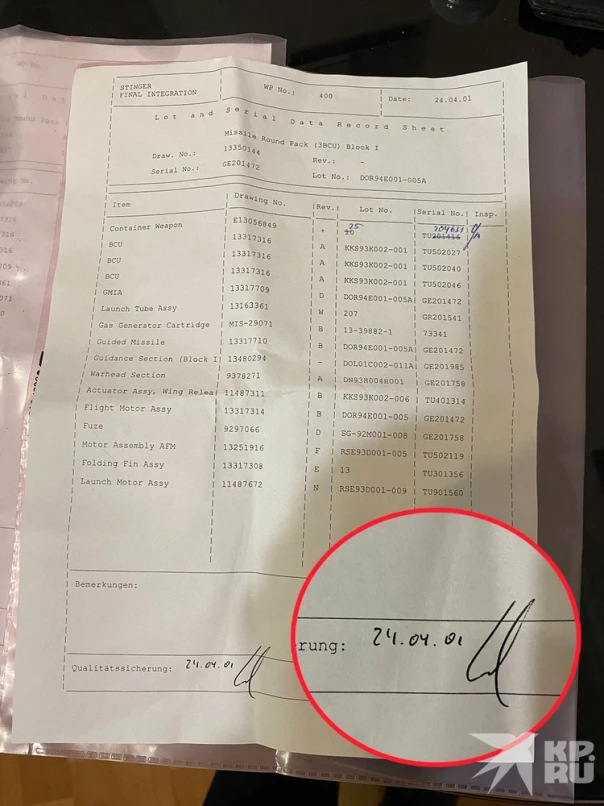 STINGER
FINAL INTEGRATION
WP No.: 400
Date: 24.04.01
Lot and Serial Data Record Sheet
Missile Round Pack (3BCU) Block I
Draw. No.: 13350144 Rev.: -
Serial No.: GE201472 Lot No.: DOR94E001-005A
Item Drawing No. Rev. Lot No. Serial No. Insp.
25
Container Weapon E13056849 + 10 TU201416
BCU 13317316 A KKS93K002-001 TU502027
BCU 13317316 A KKS93K002-001 TU502040
BCU 13317316 A KKS93K002-001 TU502046
GMIA 13317709 D DOR94E001-005A GE201472
Launch Tube Assy 13163361 W 207 GR201541
Gas Generator Cartridge MIS-29071 B 13-39882-1 73341
Guided Missile 13317710 B DOR94E001-005A GE201472
Guidance Section (Block I 13480294 - DOL01C002-011A GE201985
Warhead Section 9378271 A DN93H004H001 GE201758
Actuator Assy, Wing Relea 11487311 B KKS93K002-006 TU401314
Flight Motor Assy 13317314 B DOR94E001-005 GE201472
Fuze 9297066 D SG-92M001-008 GE201758
Motor Assembly AFM 13251916 F RSE93D001-005 TU502119
Folding Fin Assy 13317308 E 13 TU301356
Launch Motor Assy 11487672 N RSE93D001-009 TU901560
Bemerkungen:
Qualitätssicherung: 24.04.01
rung: 24.04.01
KP.RU